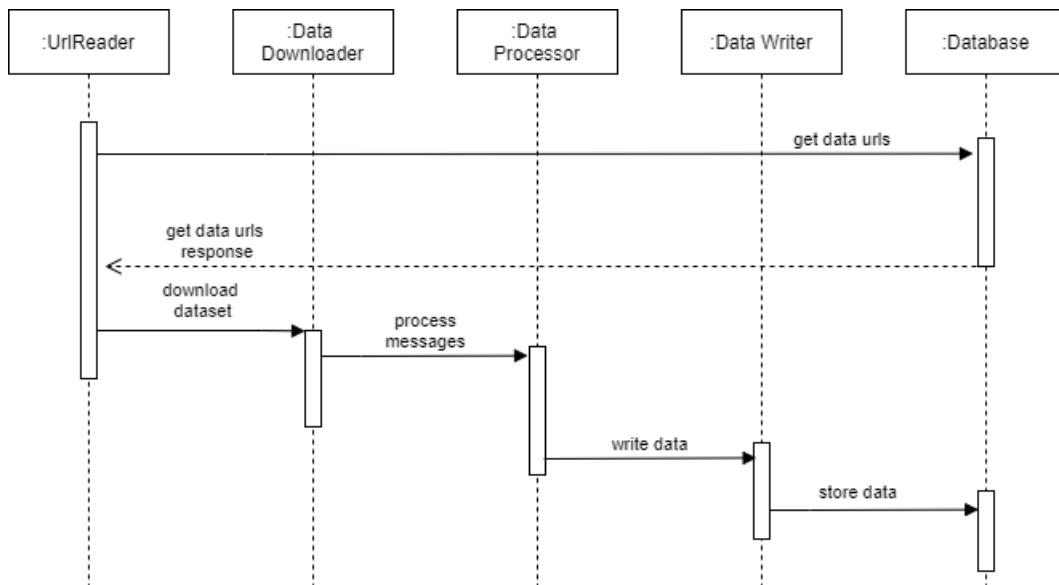 :UrlReader
:Data
Downloader
:Data
Processor
:Data Writer
:Database
get data urls
get data urls
response
download
dataset
process
messages
write data
store data